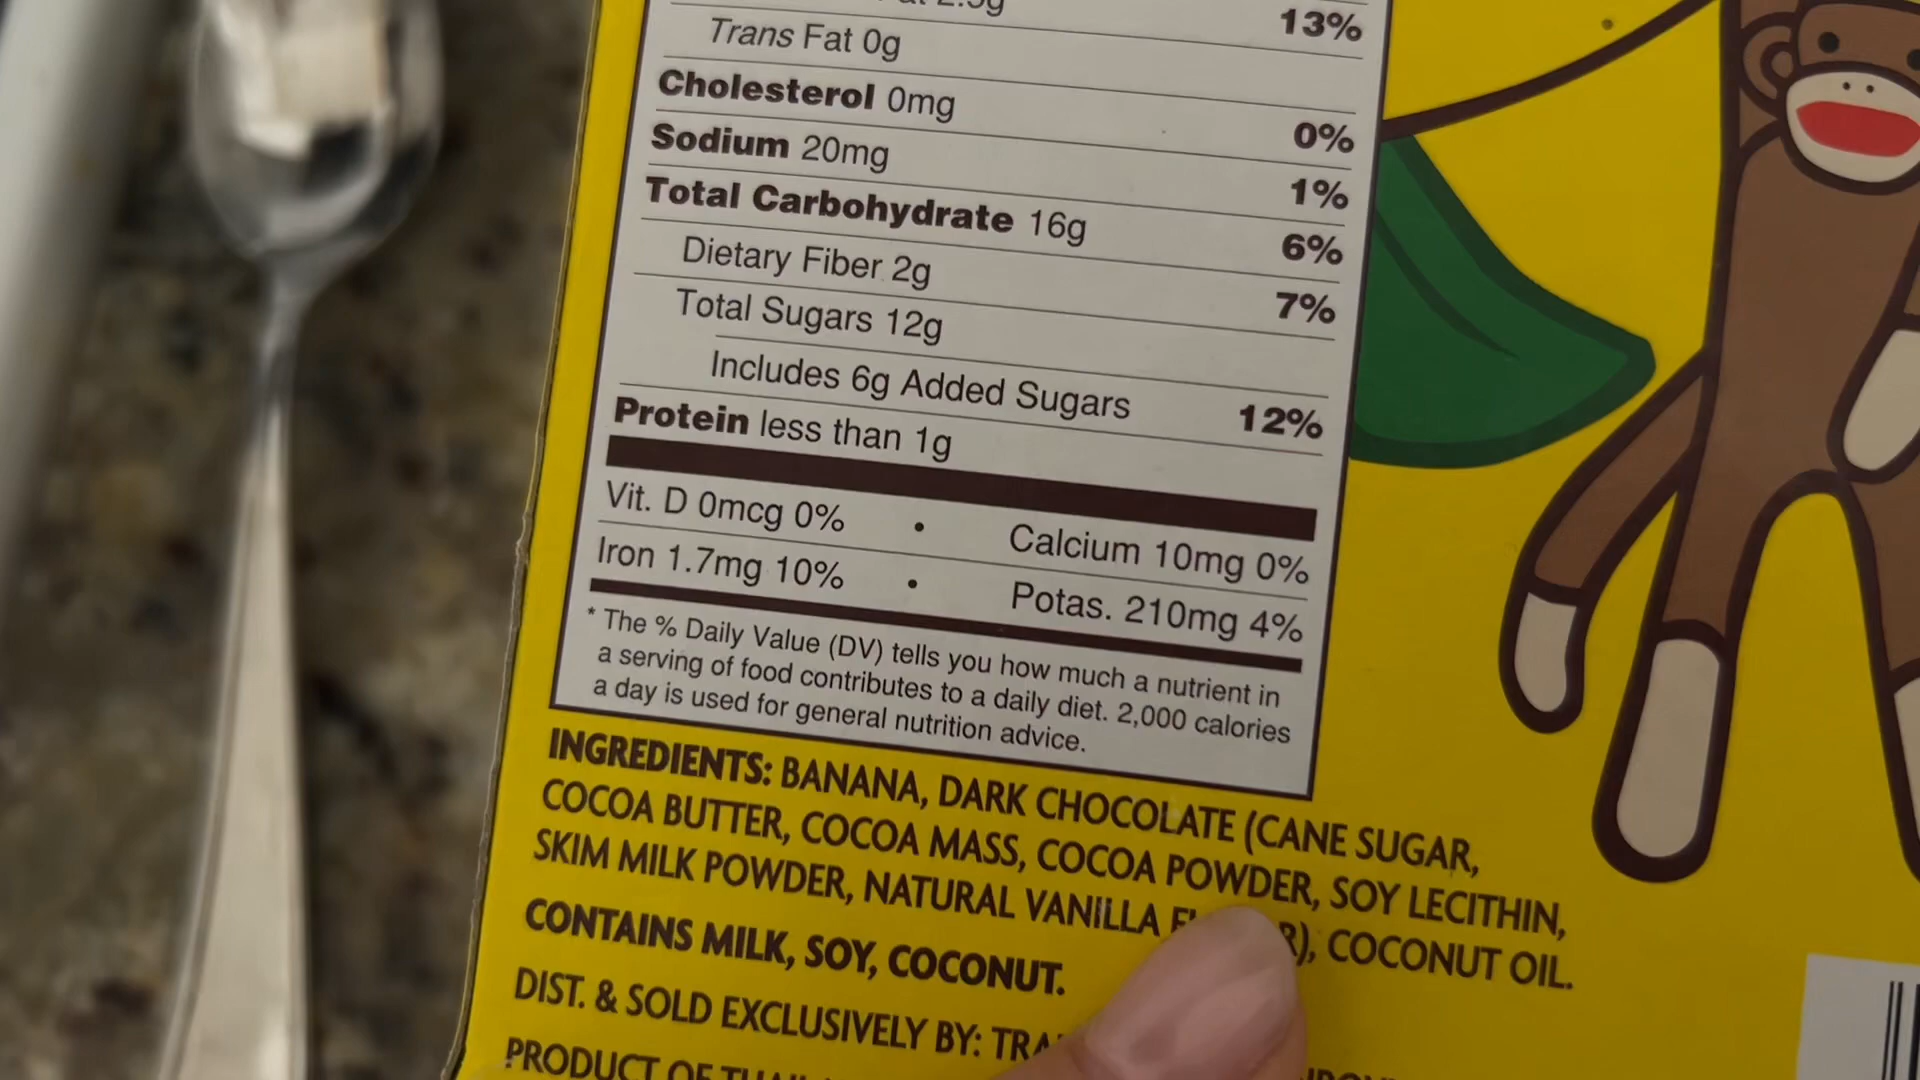 2.5g 13%
Trans Fat 0g
Cholesterol 0mg 0%
Sodium 20mg 1%
Total Carbohydrate 16g 6%
Dietary Fiber 2g 7%
Total Sugars 12g
Includes 6g Added Sugars 12%
Protein less than 1g
Vit. D 0mcg 0% • Calcium 10mg 0%
Iron 1.7mg 10% • Potas. 210mg 4%
* The % Daily Value (DV) tells you how much a nutrient in
a serving of food contributes to a daily diet. 2,000 calories
a day is used for general nutrition advice.
INGREDIENTS: BANANA, DARK CHOCOLATE (CANE SUGAR,
COCOA BUTTER, COCOA MASS, COCOA POWDER, SOY LECITHIN,
SKIM MILK POWDER, NATURAL VANILLA COCONUT OIL.
CONTAINS MILK, SOY, COCONUT.
DIST. & SOLD EXCLUSIVELY BY:
PRODUCT OF